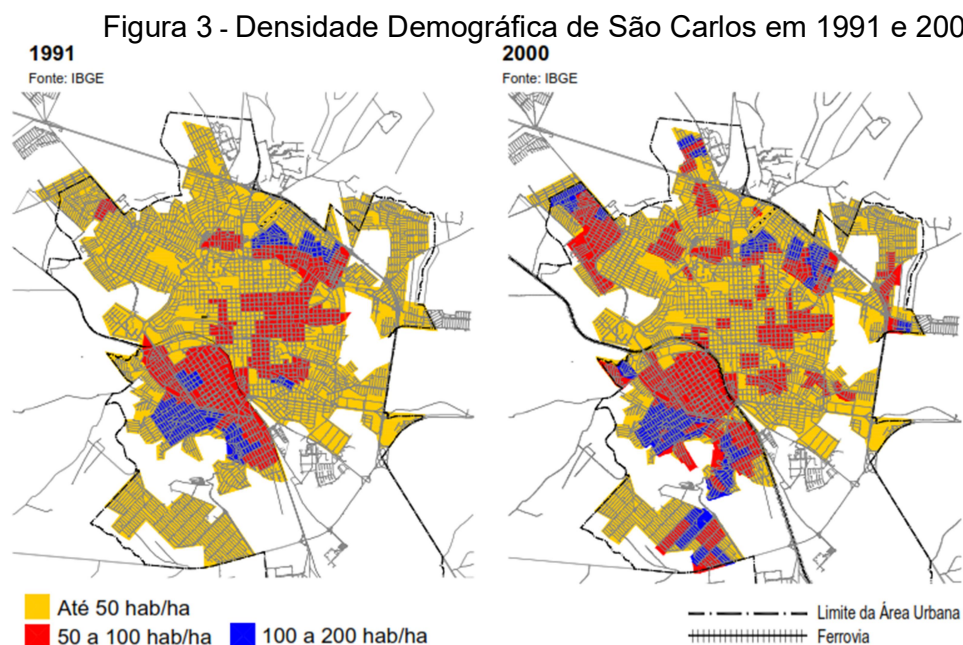 Figura 3 - Densidade Demográfica de São Carlos em 1991 e 200
1991
Fonte: IBGE
2000
Fonte: IBGE
Até 50 hab/ha
50 a 100 hab/ha
100 a 200 hab/ha
Limite da Área Urbana
Ferrovia